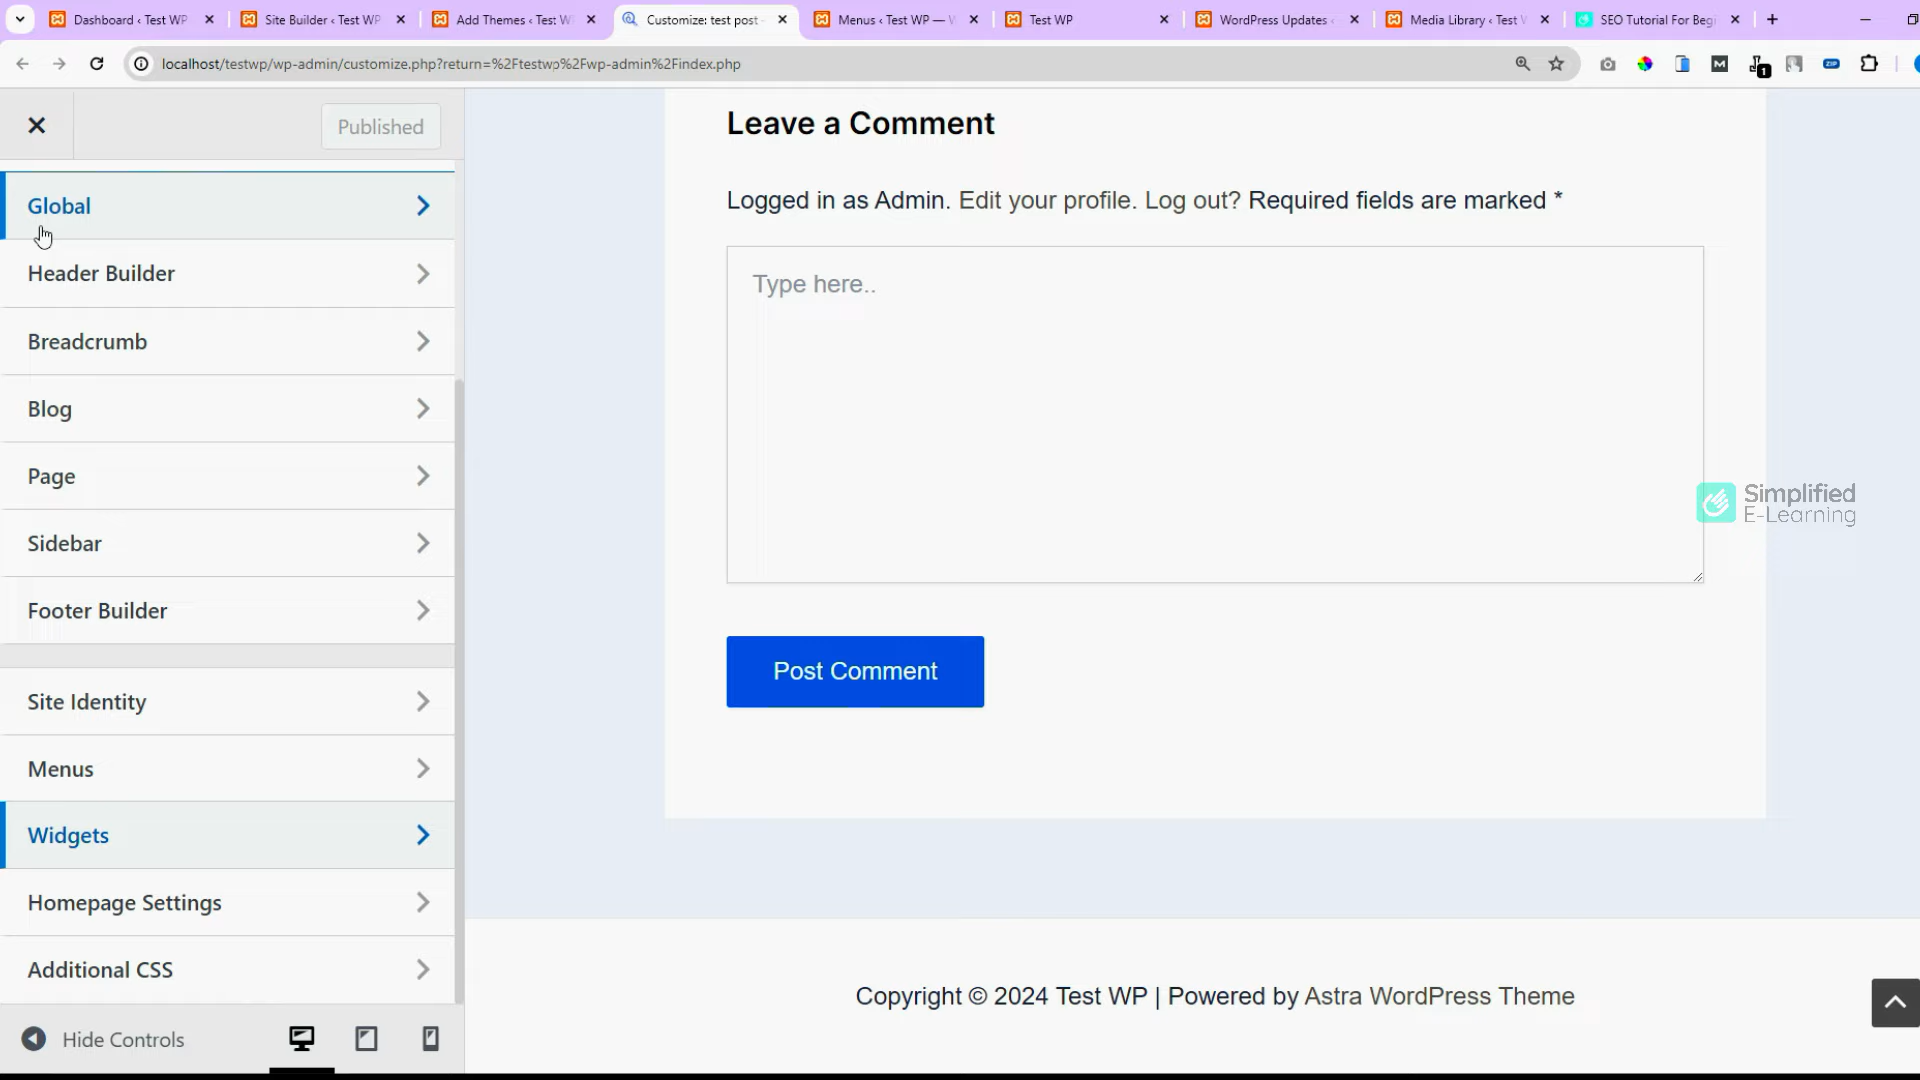 Dashboard ‹ Test WP
Site Builder ‹ Test WP
Add Themes ‹ Test W
Customize: test post
Menus ‹ Test WP —
Test WP
WordPress Updates ‹
Media Library ‹ Test
SEO Tutorial For Beg
localhost/testwp/wp-admin/customize.php?return=%2Ftestwp%2Fwp-admin%2Findex.php
M
1
ZIP
Published
Global
Header Builder
Breadcrumb
Blog
Page
Sidebar
Footer Builder
Site Identity
Menus
Widgets
Homepage Settings
Additional CSS
Hide Controls
Leave a Comment
Logged in as Admin. Edit your profile. Log out? Required fields are marked *
Type here..
Simplified
E-Learning
Post Comment
Copyright © 2024 Test WP | Powered by Astra WordPress Theme